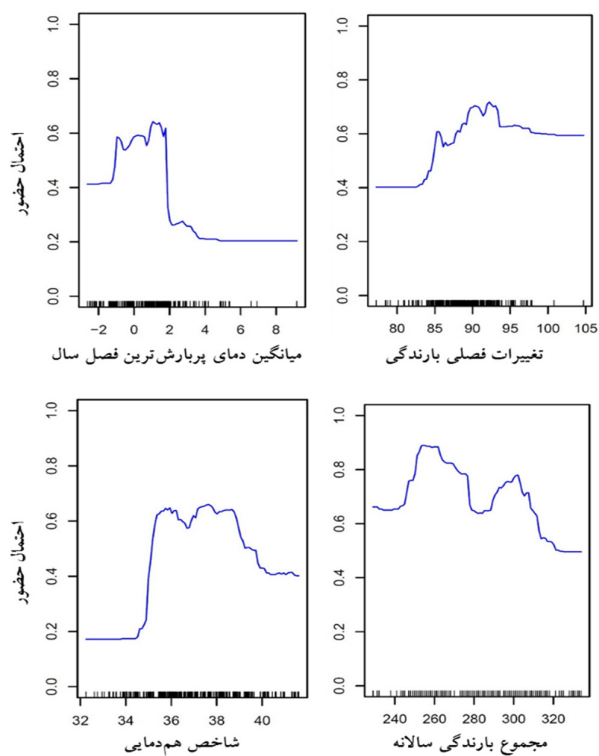 احتمال حضور
1.0
0.8
0.6
0.4
0.2
0.0
−2 0 2 4 6 8
میانگین دمای پربارش‌ترین فصل سال
1.0
0.8
0.6
0.4
0.2
0.0
80 85 90 95 100 105
تغییرات فصلی بارندگی
احتمال حضور
1.0
0.8
0.6
0.4
0.2
0.0
32 34 36 38 40
شاخص هم‌دمایی
1.0
0.8
0.6
0.4
0.2
0.0
240 260 280 300 320
مجموع بارندگی سالانه